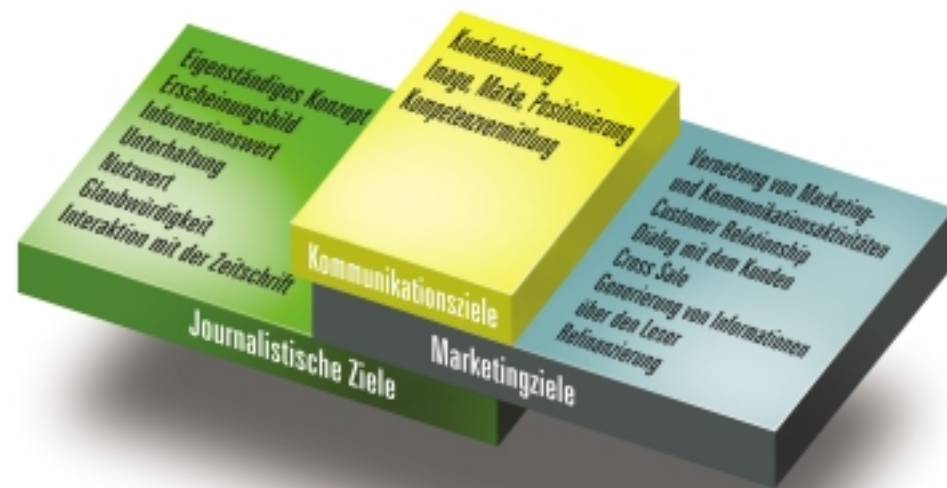 Eigenständiges Konzept
Erscheinungsbild
Informationswert
Unterhaltung
Nutzwert
Glaubwürdigkeit
Interaktion mit der Zeitschrift
Journalistische Ziele
Kundenbindung
Image, Marke, Positionierung
Kompetenzvermittlung
Kommunikationsziele
Vernetzung von Marketing-
und Kommunikationsaktivitäten
Customer Relationship
Dialog mit dem Kunden
Cross Sale
Generierung von Informationen
über den Leser
Refinanzierung
Marketingziele